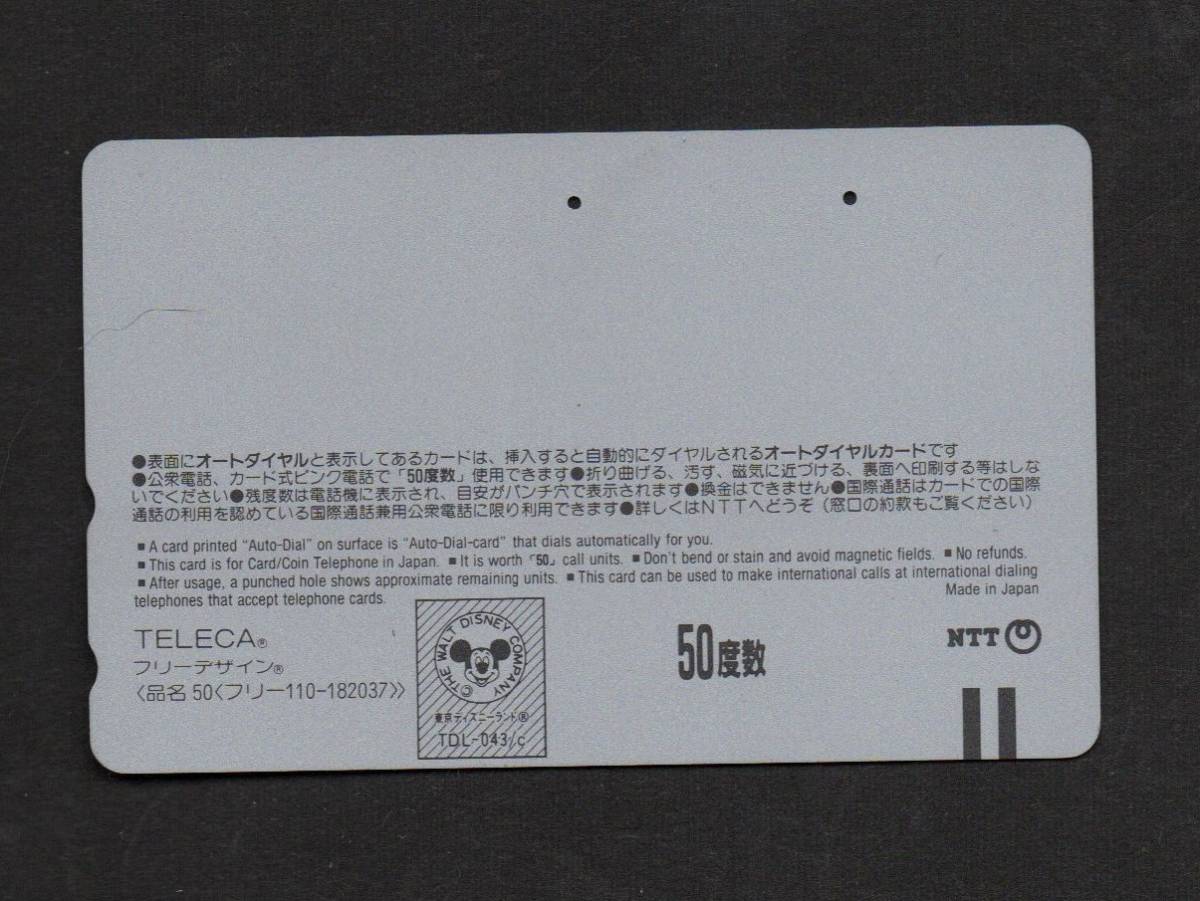 ●表面にオートダイヤルと表示してあるカードは、挿入すると自動的にダイヤルされるオートダイヤルカードです
●公衆電話、カード式ピンク電話で「50度数」使用できます●折り曲げる、汚す、磁気に近づける、裏面へ印刷する等はしな
いでください●残度数は電話機に表示され、目安がパンチ穴で表示されます●換金はできません●国際通話はカードでの国際
通話の利用を認めている国際通話兼用公衆電話に限り利用できます●詳しくはNTTへどうぞ(窓口の約款もご覧ください)
■ A card printed "Auto-Dial" on surface is "Auto-Dial-card" that dials automatically for you.
■ This card is for Card/Coin Telephone in Japan. ■ It is worth「50」call units. ■ Don't bend or stain and avoid magnetic fields. ■ No refunds.
■ After usage, a punched hole shows approximate remaining units. ■ This card can be used to make international calls at international dialing
telephones that accept telephone cards.
Made in Japan
TELECA®
フリーデザイン®
〈品名 50〈フリー110-182037〉〉
©THE WALT DISNEY COMPANY
東京ディズニーランド®
TDL-043/c
50度数
NTT